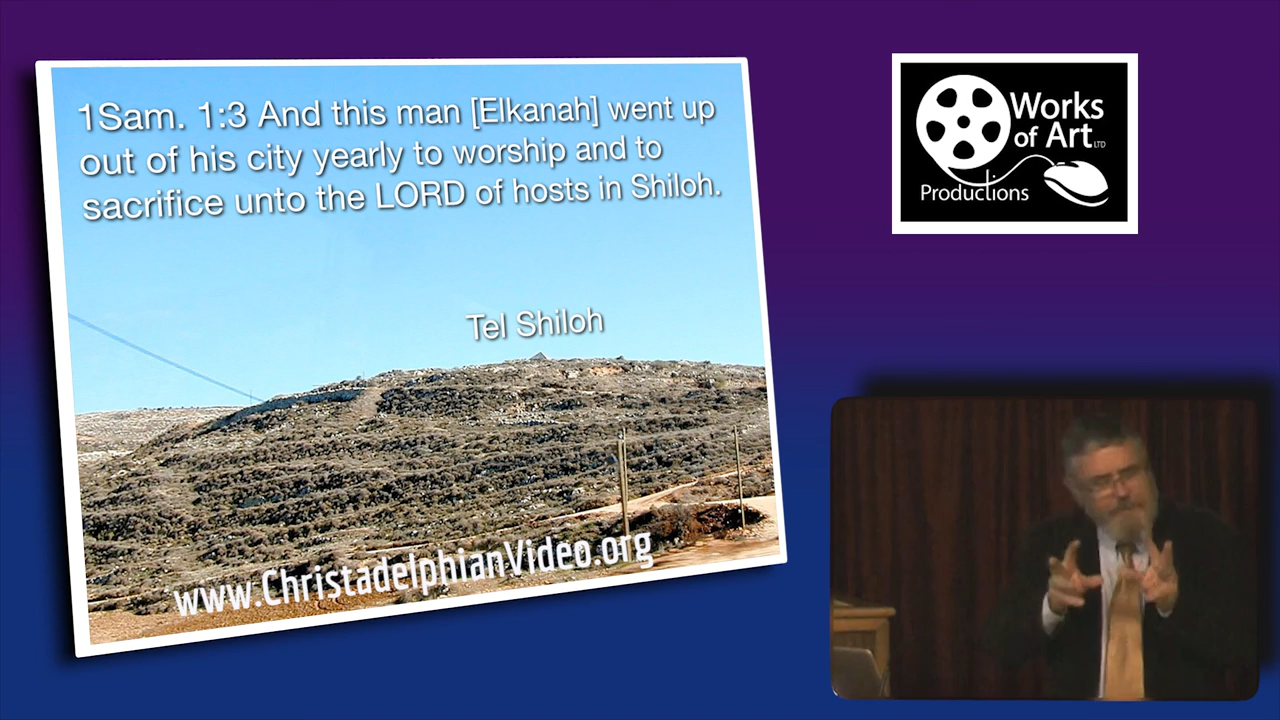 1Sam. 1:3 And this man [Elkanah] went up
out of his city yearly to worship and to
sacrifice unto the LORD of hosts in Shiloh.
Tel Shiloh
www.ChristadelphianVideo.org
Works
of Art LTD
Productions